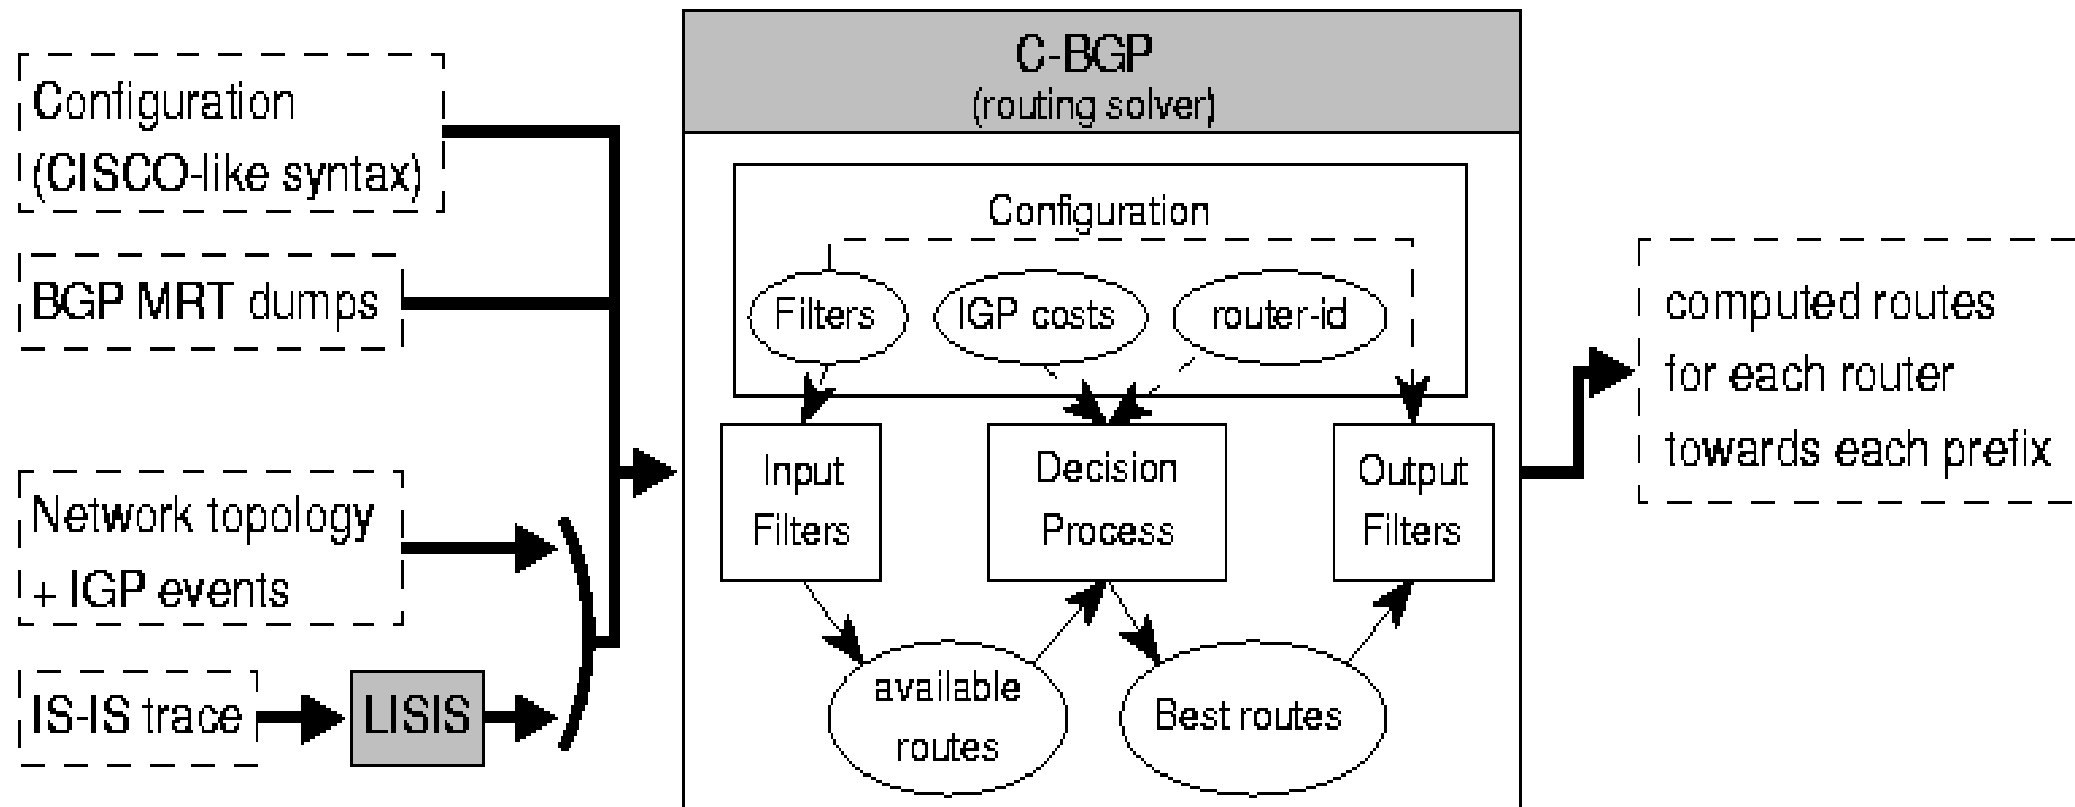 Configuration
(CISCO-like syntax)
BGP MRT dumps
Network topology
+ IGP events
IS-IS trace
LISIS
C-BGP
(routing solver)
Configuration
Filters
IGP costs
router-id
Input
Filters
Decision
Process
Output
Filters
available
routes
Best routes
computed routes
for each router
towards each prefix